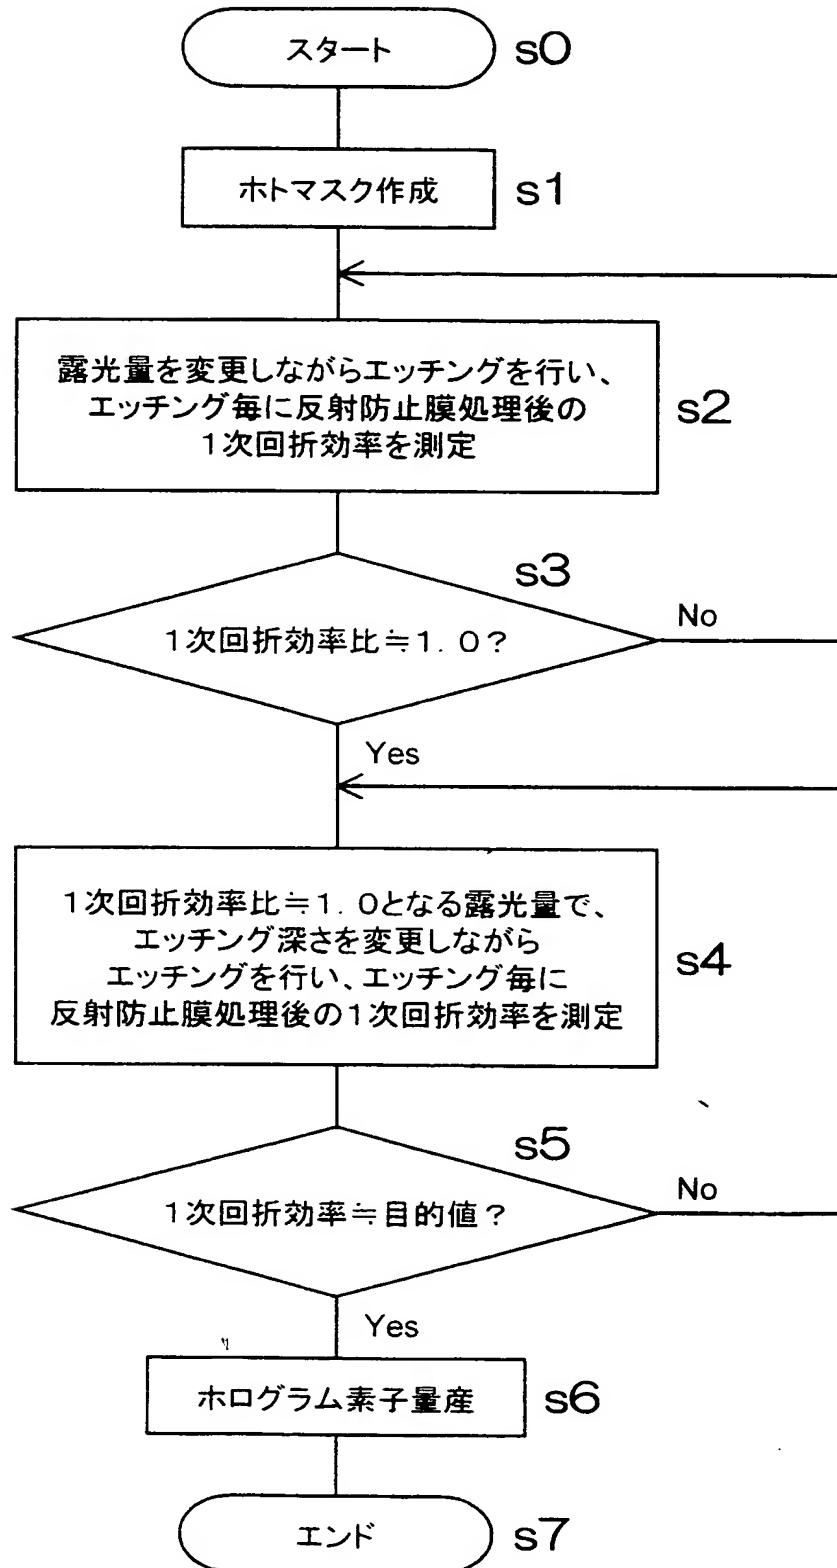 スタート
s0
ホトマスク作成
s1
露光量を変更しながらエッチングを行い、
エッチング毎に反射防止膜処理後の
1次回折効率を測定
s2
s3
1次回折効率比≒1.0?
No
Yes
1次回折効率比≒1.0となる露光量で、
エッチング深さを変更しながら
エッチングを行い、エッチング毎に
反射防止膜処理後の1次回折効率を測定
s4
s5
1次回折効率≒目的値?
No
Yes
ホログラム素子量産
s6
エンド
s7